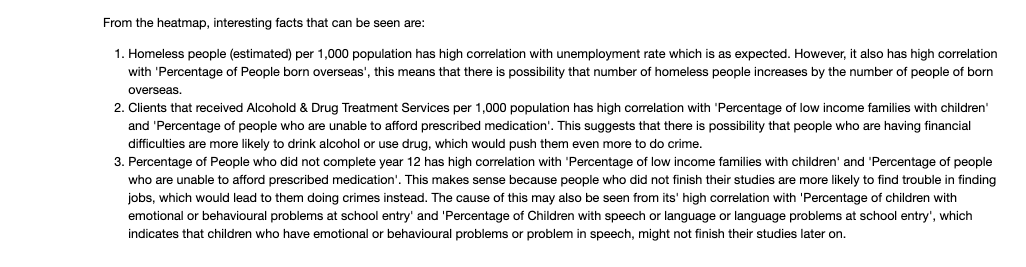 From the heatmap, interesting facts that can be seen are:
1. Homeless people (estimated) per 1,000 population has high correlation with unemployment rate which is as expected. However, it also has high correlation
with 'Percentage of People born overseas', this means that there is possibility that number of homeless people increases by the number of people of born
overseas.
2. Clients that received Alcohold & Drug Treatment Services per 1,000 population has high correlation with 'Percentage of low income families with children'
and 'Percentage of people who are unable to afford prescribed medication'. This suggests that there is possibility that people who are having financial
difficulties are more likely to drink alcohol or use drug, which would push them even more to do crime.
3. Percentage of People who did not complete year 12 has high correlation with 'Percentage of low income families with children' and 'Percentage of people
who are unable to afford prescribed medication'. This makes sense because people who did not finish their studies are more likely to find trouble in finding
jobs, which would lead to them doing crimes instead. The cause of this may also be seen from its' high correlation with 'Percentage of children with
emotional or behavioural problems at school entry' and 'Percentage of Children with speech or language or language problems at school entry', which
indicates that children who have emotional or behavioural problems or problem in speech, might not finish their studies later on.